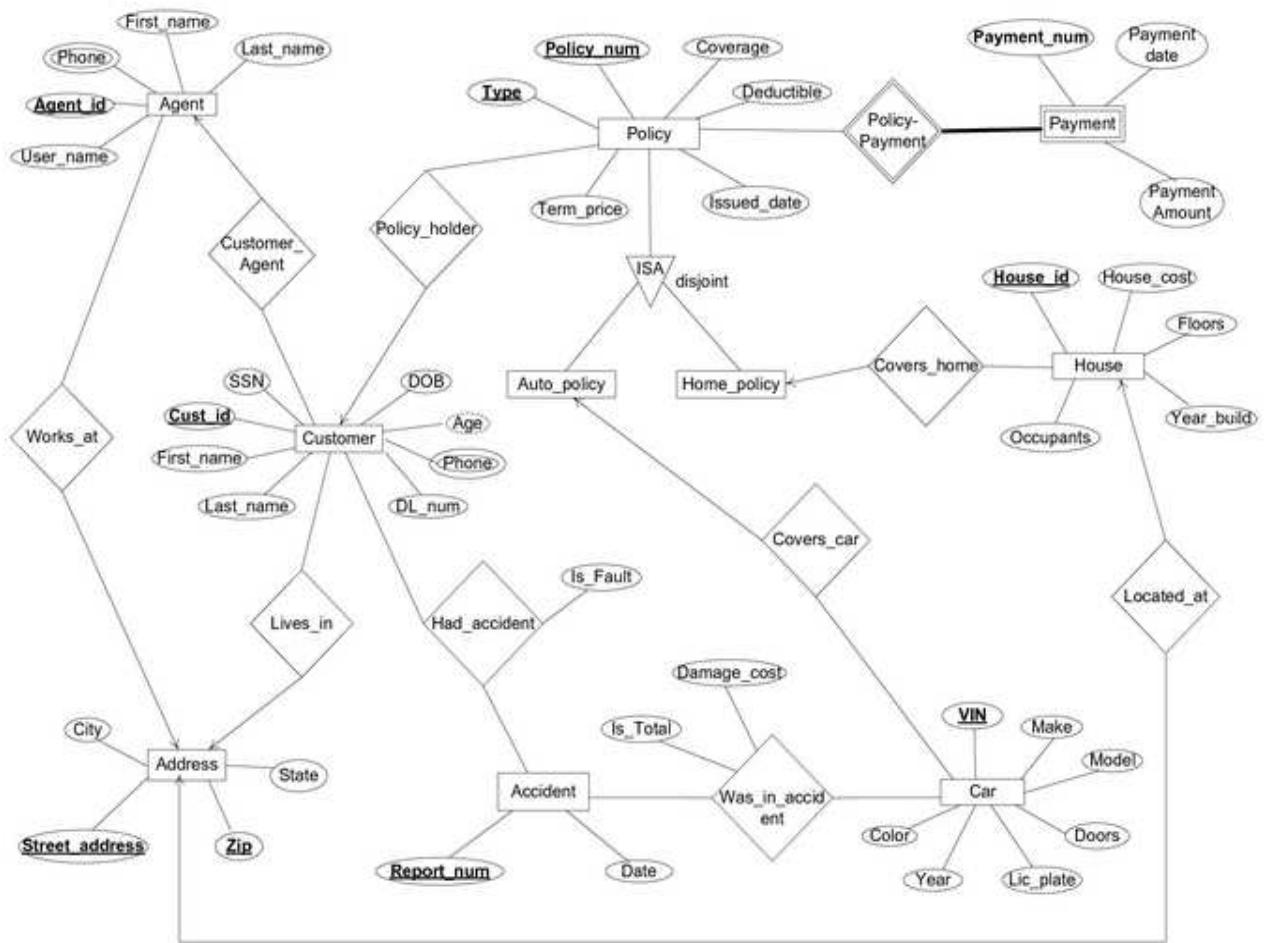 First_name
Phone
Last_name
Agent_id
Agent
User_name
Policy_num
Coverage
Type
Deductible
Policy
Term_price
Issued_date
Policy-
Payment
Payment_num
Payment
date
Payment
Payment
Amount
Customer_
Agent
Policy_holder
ISA
disjoint
House_id
House_cost
Floors
Covers_home
House
Auto_policy
Home_policy
Year_build
Occupants
Works_at
SSN
DOB
Cust_id
Age
Customer
First_name
Phone
Last_name
DL_num
Covers_car
Is_Fault
Lives_in
Had_accident
Located_at
Damage_cost
City
Is_Total
VIN
Make
Address
State
Model
Accident
Was_in_accid
ent
Car
Color
Doors
Street_address
Zip
Report_num
Date
Year
Lic_plate